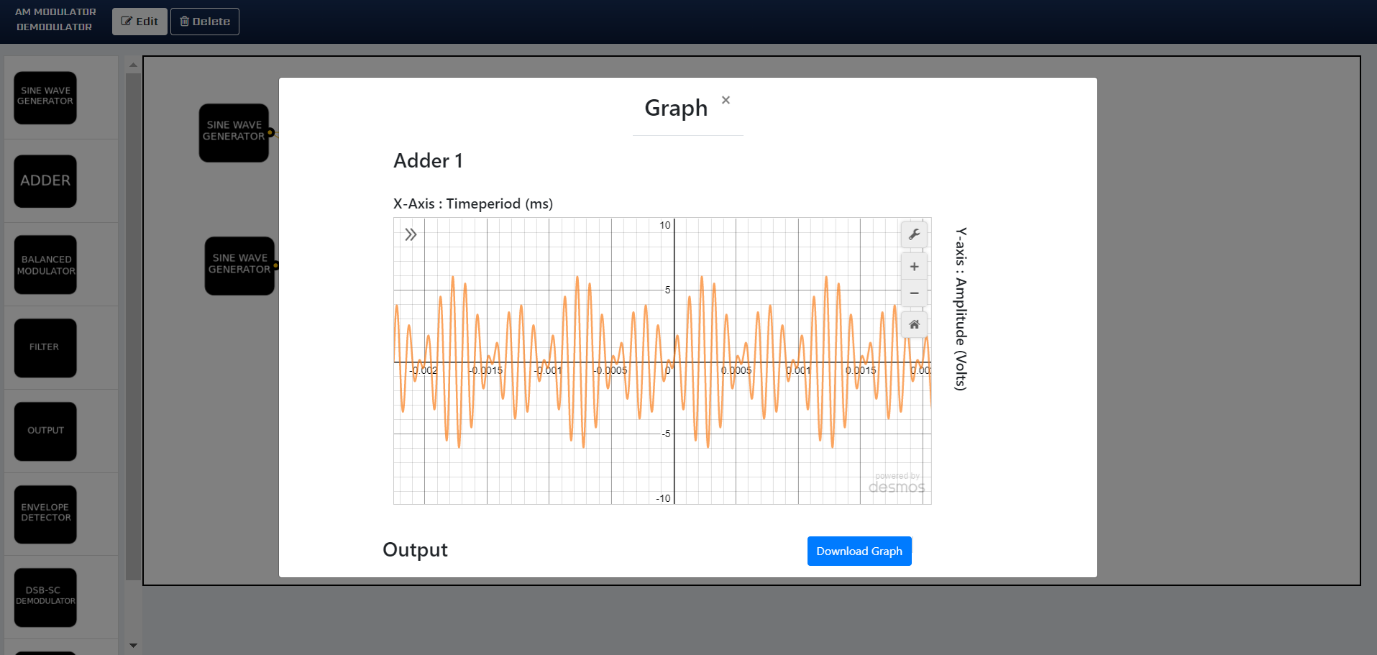 AM MODULATOR
DEMODULATOR
Edit
Delete
SINE WAVE
GENERATOR
ADDER
BALANCED
MODULATOR
FILTER
OUTPUT
ENVELOPE
DETECTOR
DSB-SC
DEMODULATOR
SINE WAVE
GENERATOR
SINE WAVE
GENERATOR
Graph
×
Adder 1
X-Axis : Timeperiod (ms)
10
5
-0.002 -0.0015 -0.001 -0.0005 0 0.0005 0.001 0.0015
-5
-10
Y-axis : Amplitude (Volts)
powered by
desmos
Output
Download Graph